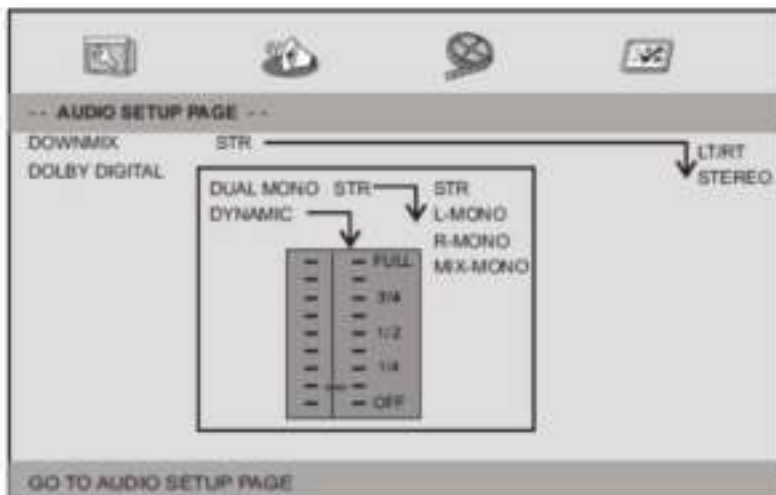 -- AUDIO SETUP PAGE --
DOWNMIX STR LT/RT
STEREO
DOLBY DIGITAL
DUAL MONO STR STR
DYNAMIC L-MONO
R-MONO
FULL MIX-MONO
3/4
1/2
1/4
OFF
GO TO AUDIO SETUP PAGE